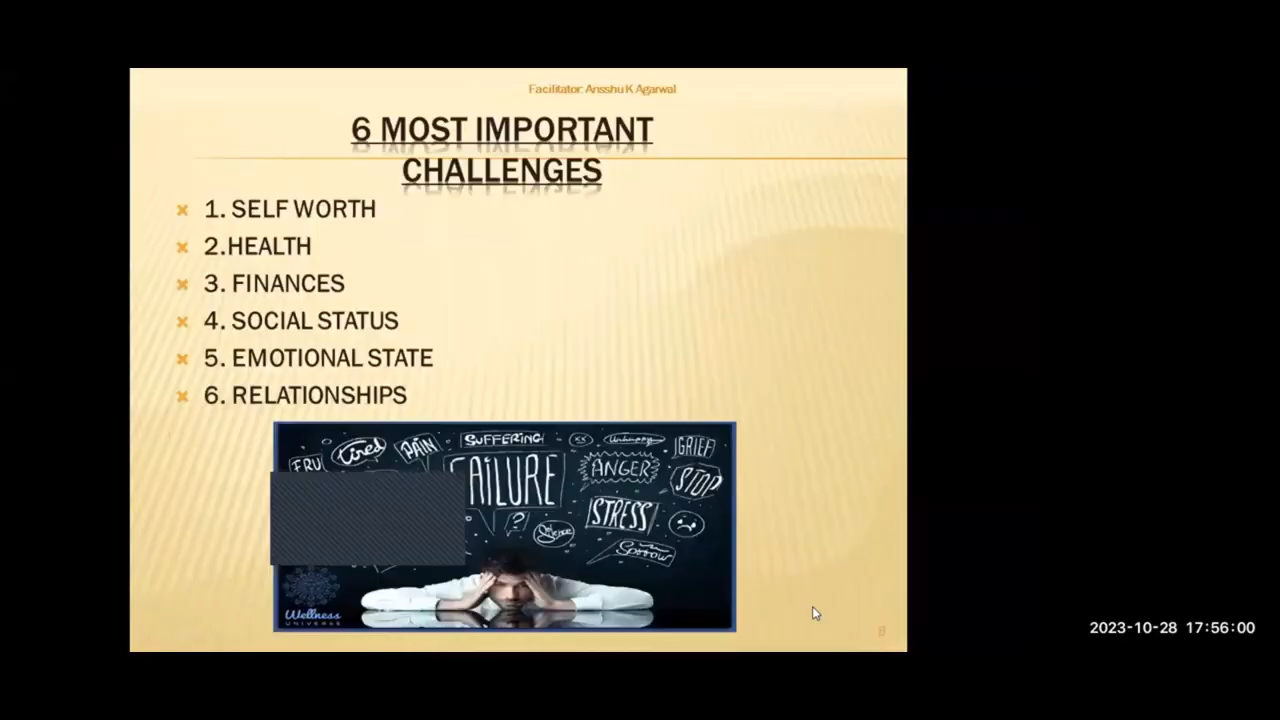 Facilitator: Ansshu K Agarwal
6 MOST IMPORTANT
CHALLENGES
1. SELF WORTH
2.HEALTH
3. FINANCES
4. SOCIAL STATUS
5. EMOTIONAL STATE
6. RELATIONSHIPS
tired
PAIN
SUFFERING
Unhappy
GRIEF
FAILURE
ANGER
STOP
?
STRESS
Silence
Sorrow
Wellness
UNIVERSE
2023-10-28 17:56:00